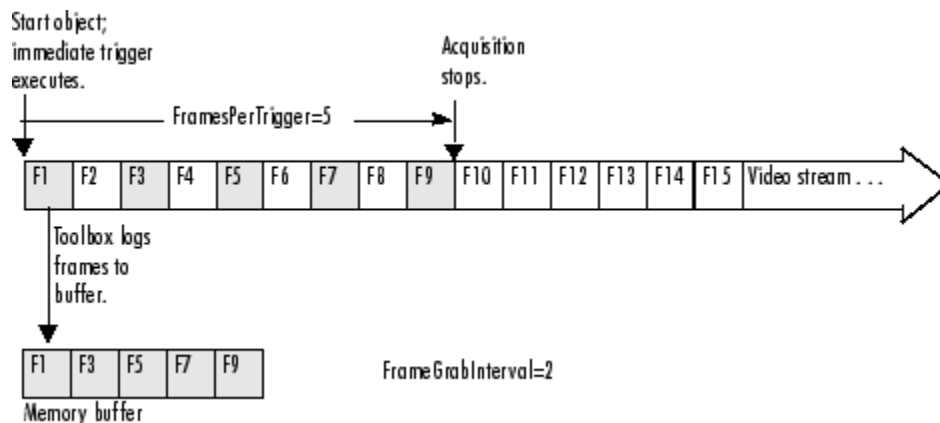 Start object;
immediate trigger
executes.
Acquisition
stops.
FramesPerTrigger=5
F1 F2 F3 F4 F5 F6 F7 F8 F9 F10 F11 F12 F13 F14 F15 Video stream . . .
Toolbox logs
frames to
buffer.
F1 F3 F5 F7 F9
FrameGrabInterval=2
Memory buffer